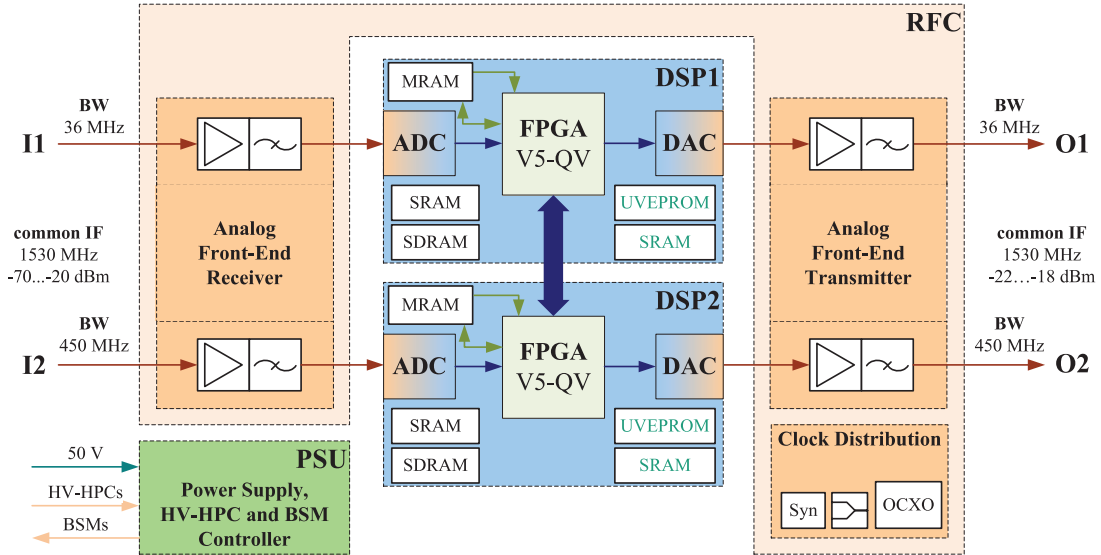 RFC
BW
36 MHz
I1
common IF
1530 MHz
-70...-20 dBm
BW
450 MHz
I2
Analog
Front-End
Receiver
DSP1
MRAM
ADC
FPGA
V5-QV
DAC
SRAM
SDRAM
UVEPROM
SRAM
DSP2
MRAM
ADC
FPGA
V5-QV
DAC
SRAM
SDRAM
UVEPROM
SRAM
Analog
Front-End
Transmitter
BW
36 MHz
O1
common IF
1530 MHz
-22...-18 dBm
BW
450 MHz
O2
50 V
HV-HPCs
BSMs
PSU
Power Supply,
HV-HPC and BSM
Controller
Clock Distribution
Syn
OCXO